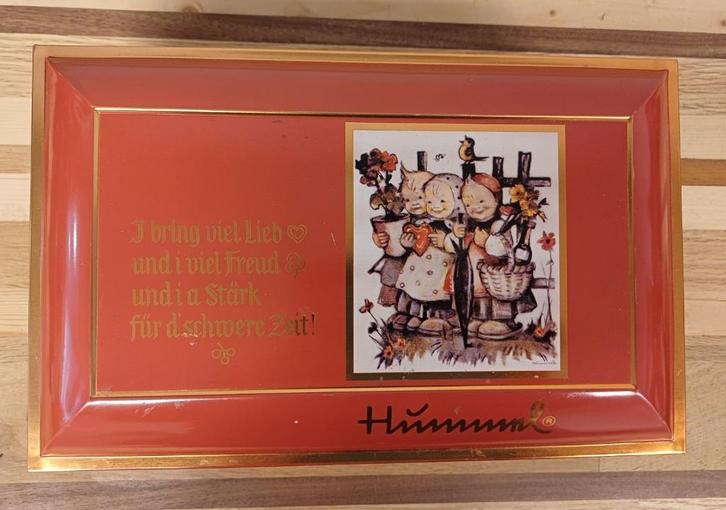 I bring viel Lieb
und i viel Freud
und i a Stärk
für d'schwere Zeit!
Hummel®